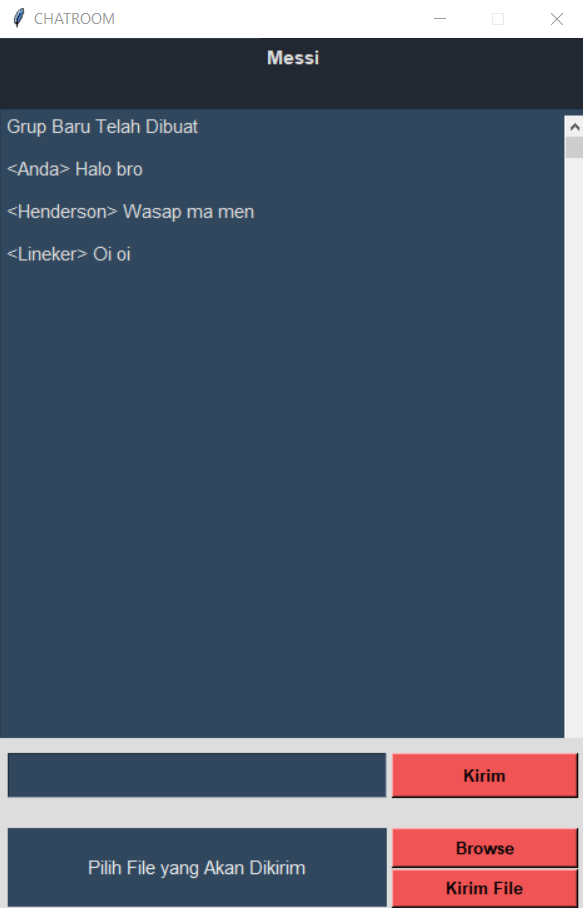 CHATROOM
Messi
Grup Baru Telah Dibuat
<Anda> Halo bro
<Henderson> Wasap ma men
<Lineker> Oi oi
Kirim
Pilih File yang Akan Dikirim
Browse
Kirim File